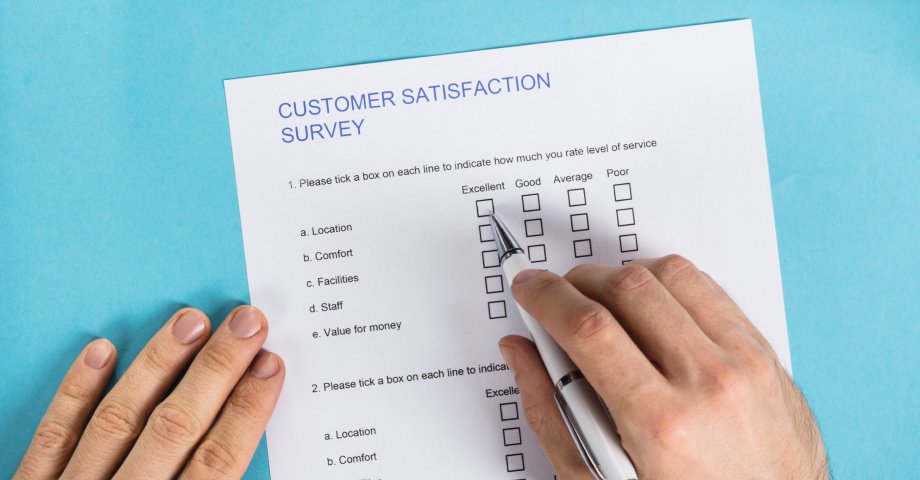 CUSTOMER SATISFACTION
SURVEY
1. Please tick a box on each line to indicate how much you rate level of service
Excellent Good Average Poor
a. Location
b. Comfort
c. Facilities
d. Staff
e. Value for money
2. Please tick a box on each line to
a. Location
b. Comfort